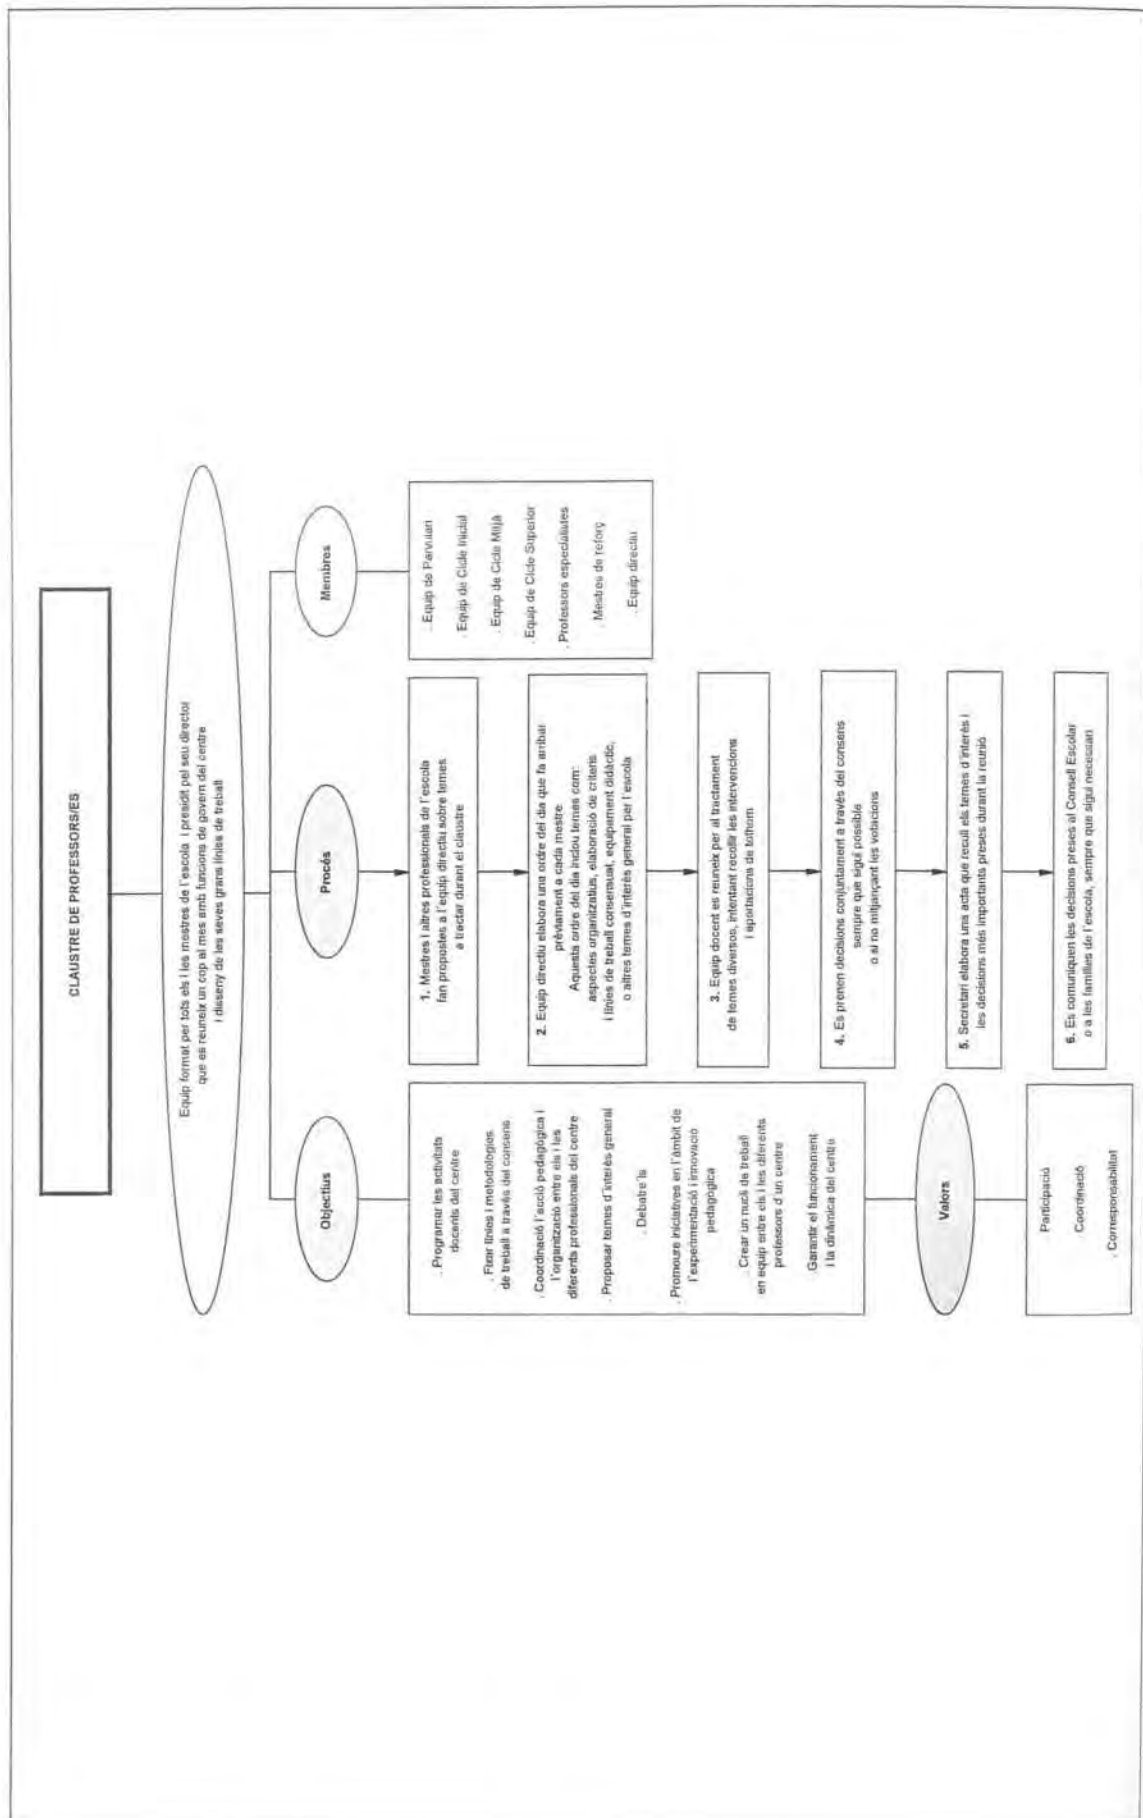 CLAUSTRE DE PROFESSORS/ES
Equip format per tots els i les mestres de l'escola i presidit pel seu director
que es reuneix un cop al mes amb funcions de govern del centre
i disseny de les seves grans línies de treball
Objectius
. Programar les activitats
docents del centre
. Fixar línies i metodologies
de treball a través del consens
. Coordinació l'acció pedagògica i
l'organització entre els i les
diferents professionals del centre
. Proposar temes d'interès general
. Debatre'ls
. Promoure iniciatives en l'àmbit de
l'experimentació i innovació
pedagògica
. Crear un nucli de treball
en equip entre els i les diferents
professors d'un centre
. Garantir el funcionament
i la dinàmica del centre
Valors
Participació
Coordinació
. Corresponsabilitat
Procés
1. Mestres i altres professionals de l'escola
fan propostes a l'equip directiu sobre temes
a tractar durant el claustre
2. Equip directiu elabora una ordre del dia que fa arribar
prèviament a cada mestre
Aquesta ordre del dia inclou temes com:
aspectes organitzatius, elaboració de criteris
i línies de treball consensuat, equipament didàctic,
o altres temes d'interès general per l'escola
3. Equip docent es reuneix per al tractament
de temes diversos, intentant recollir les intervencions
i aportacions de tothom
4. Es prenen decisions conjuntament a través del consens
sempre que sigui possible
o si no mitjançant les votacions
5. Secretari elabora una acta que reculli els temes d'interès i
les decisions més importants preses durant la reunió
6. Es comuniquen les decisions preses al Consell Escolar
o a les famílies de l'escola, sempre que sigui necessari
Membres
. Equip de Parvulari
. Equip de Cicle Inicial
. Equip de Cicle Mitjà
. Equip de Cicle Superior
. Professors especialistes
. Mestres de reforç
. Equip directiu